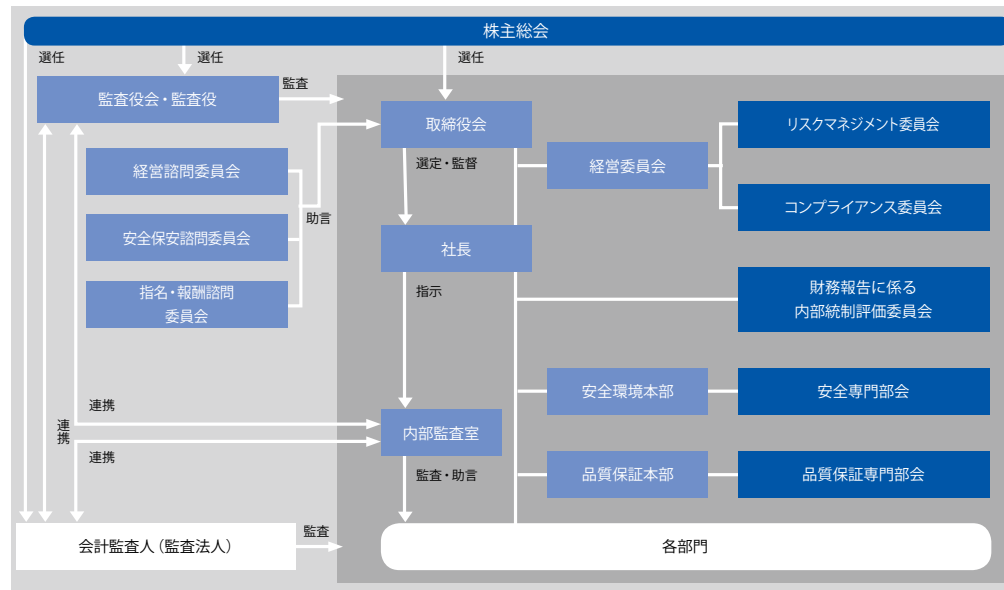 株主総会
選任
選任
選任
監査役会・監査役
監査
取締役会
リスクマネジメント委員会
経営諮問委員会
選定・監督
経営委員会
助言
コンプライアンス委員会
安全保安諮問委員会
社長
指名・報酬諮問
委員会
指示
財務報告に係る
内部統制評価委員会
安全環境本部
安全専門部会
連携
連携
内部監査室
連携
監査・助言
品質保証本部
品質保証専門部会
会計監査人（監査法人）
監査
各部門